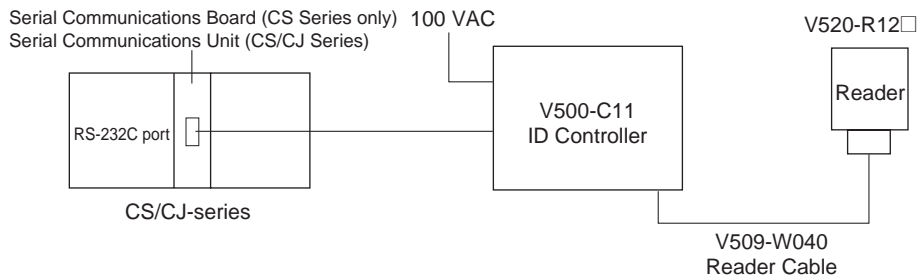 Serial Communications Board (CS Series only)
Serial Communications Unit (CS/CJ Series)
100 VAC
V520-R12□
RS-232C port
V500-C11
ID Controller
Reader
CS/CJ-series
V509-W040
Reader Cable